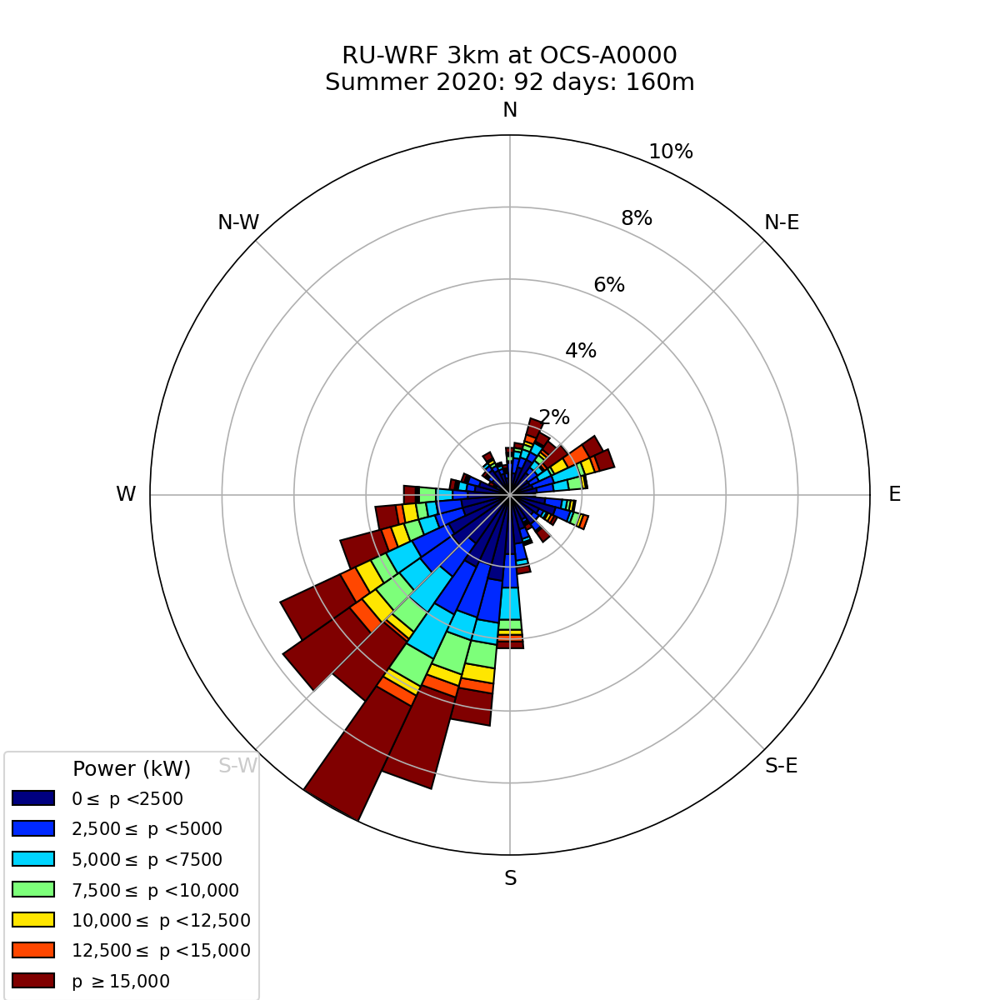 RU-WRF 3km at OCS-A0000
Summer 2020: 92 days: 160m
N
10%
N-W
8%
N-E
6%
4%
2%
W
E
S-W
S-E
S
Power (kW)
0≤ p <2500
2,500≤ p <5000
5,000≤ p <7500
7,500≤ p <10,000
10,000≤ p <12,500
12,500≤ p <15,000
p ≥15,000